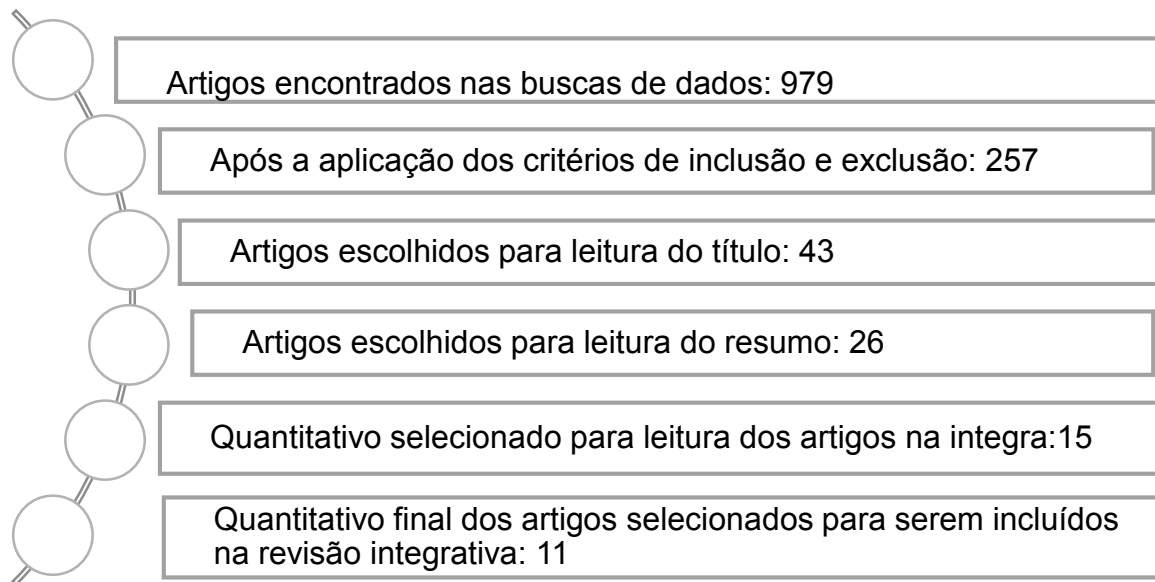 Artigos encontrados nas buscas de dados: 979
Após a aplicação dos critérios de inclusão e exclusão: 257
Artigos escolhidos para leitura do título: 43
Artigos escolhidos para leitura do resumo: 26
Quantitativo selecionado para leitura dos artigos na integra:15
Quantitativo final dos artigos selecionados para serem incluídos
na revisão integrativa: 11